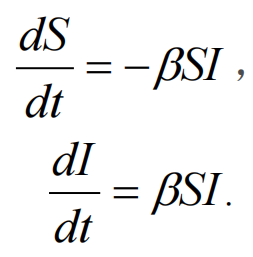 dS/dt = −βSI ,
dI/dt = βSI .